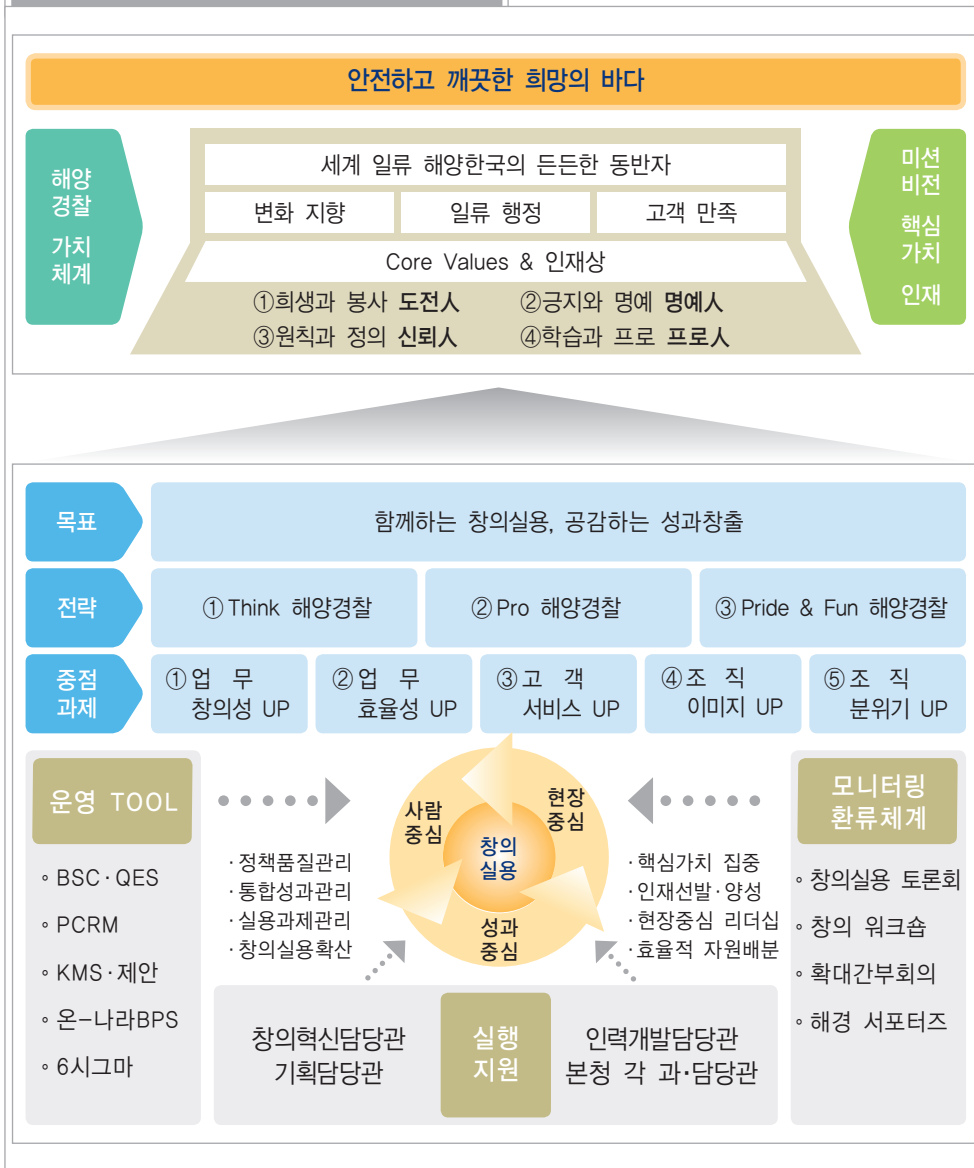 안전하고 깨끗한 희망의 바다
해양
경찰
가치
체계
세계 일류 해양한국의 든든한 동반자
변화 지향
일류 행정
고객 만족
Core Values & 인재상
①희생과 봉사 도전人
②긍지와 명예 명예人
③원칙과 정의 신뢰人
④학습과 프로 프로人
미션
비전
핵심
가치
인재
목표
함께하는 창의실용, 공감하는 성과창출
전략
① Think 해양경찰
② Pro 해양경찰
③ Pride & Fun 해양경찰
중점
과제
①업 무
창의성 UP
②업 무
효율성 UP
③고 객
서비스 UP
④조 직
이미지 UP
⑤조 직
분위기 UP
운영 TOOL
◦ BSC·QES
◦ PCRM
◦ KMS·제안
◦ 온-나라BPS
◦ 6시그마
·정책품질관리
·통합성과관리
·실용과제관리
·창의실용확산
사람
중심
현장
중심
창의
실용
성과
중심
·핵심가치 집중
·인재선발·양성
·현장중심 리더십
·효율적 자원배분
모니터링
환류체계
◦창의실용 토론회
◦창의 워크숍
◦확대간부회의
◦해경 서포터즈
창의혁신담당관
기획담당관
실행
지원
인력개발담당관
본청 각 과·담당관